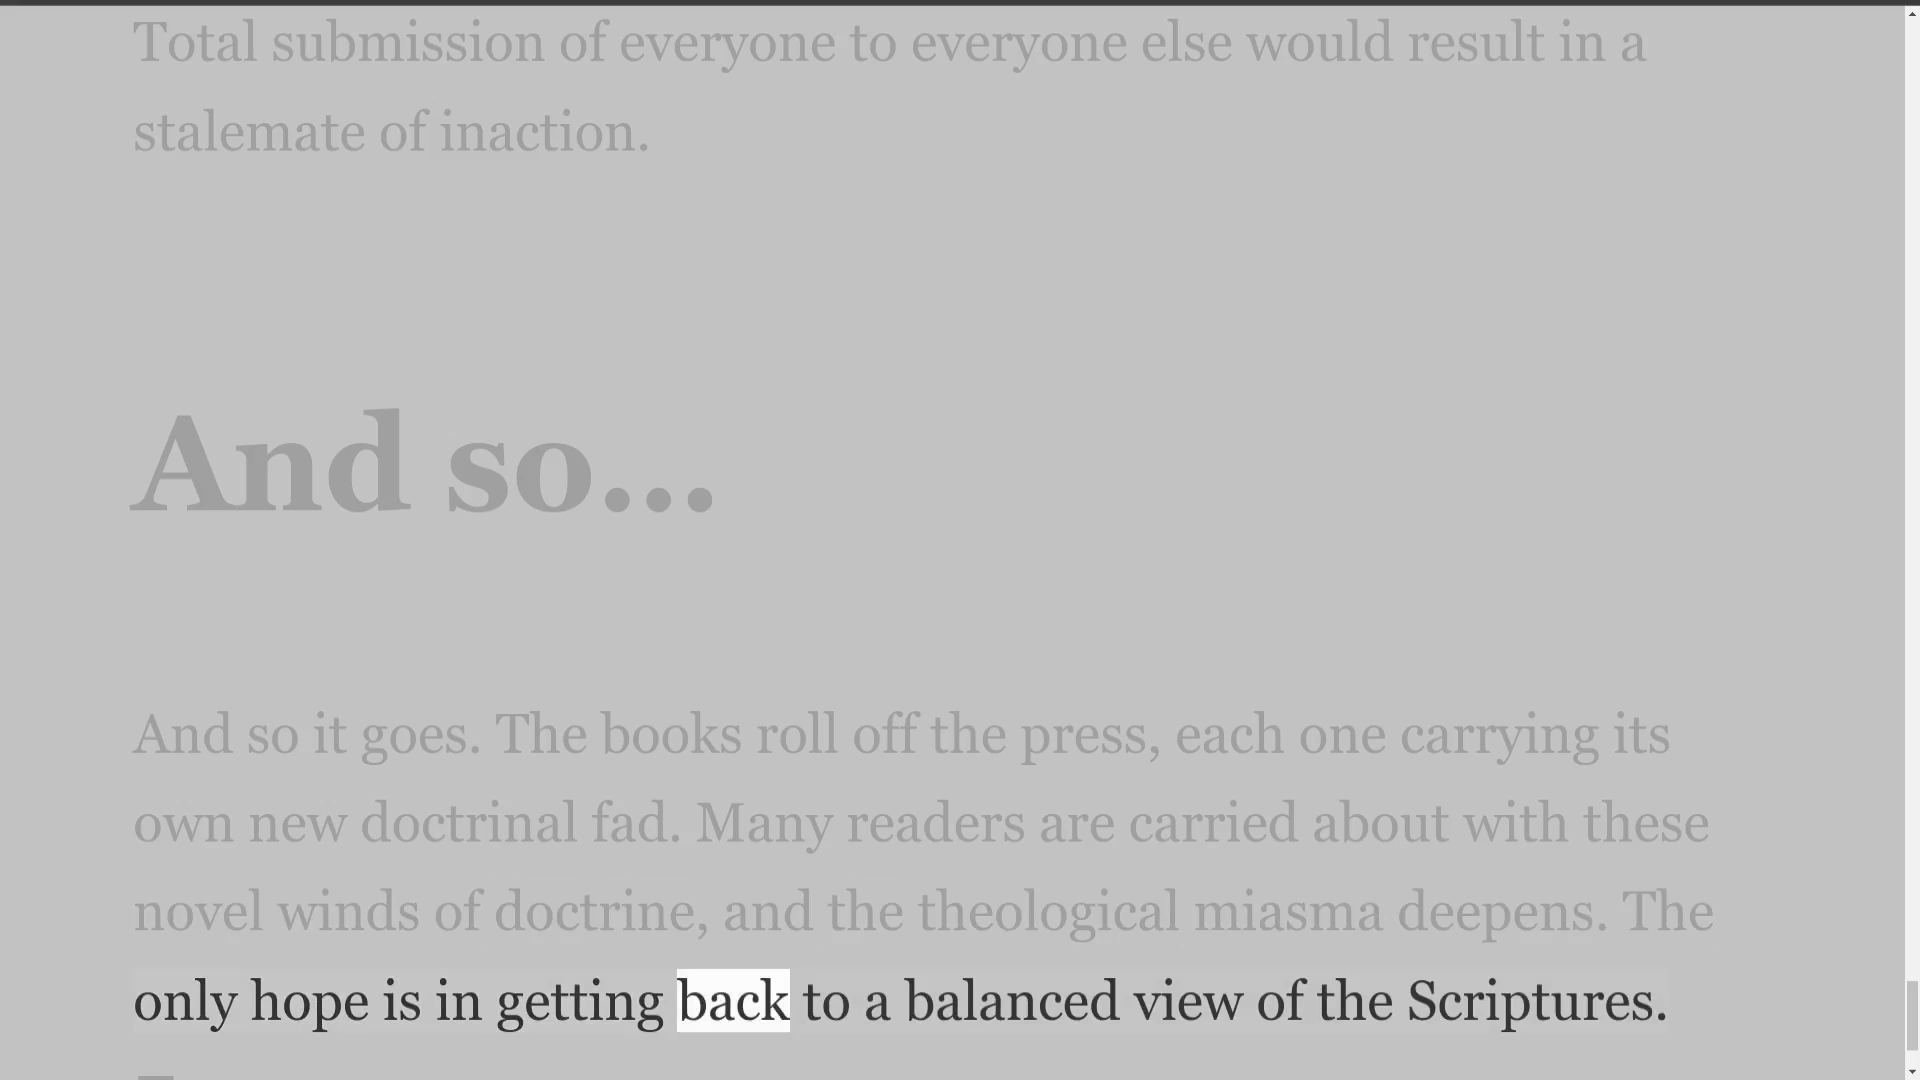 Total submission of everyone to everyone else would result in a
stalemate of inaction.
And so...
And so it goes. The books roll off the press, each one carrying its
own new doctrinal fad. Many readers are carried about with these
novel winds of doctrine, and the theological miasma deepens. The
only hope is in getting back to a balanced view of the Scriptures.